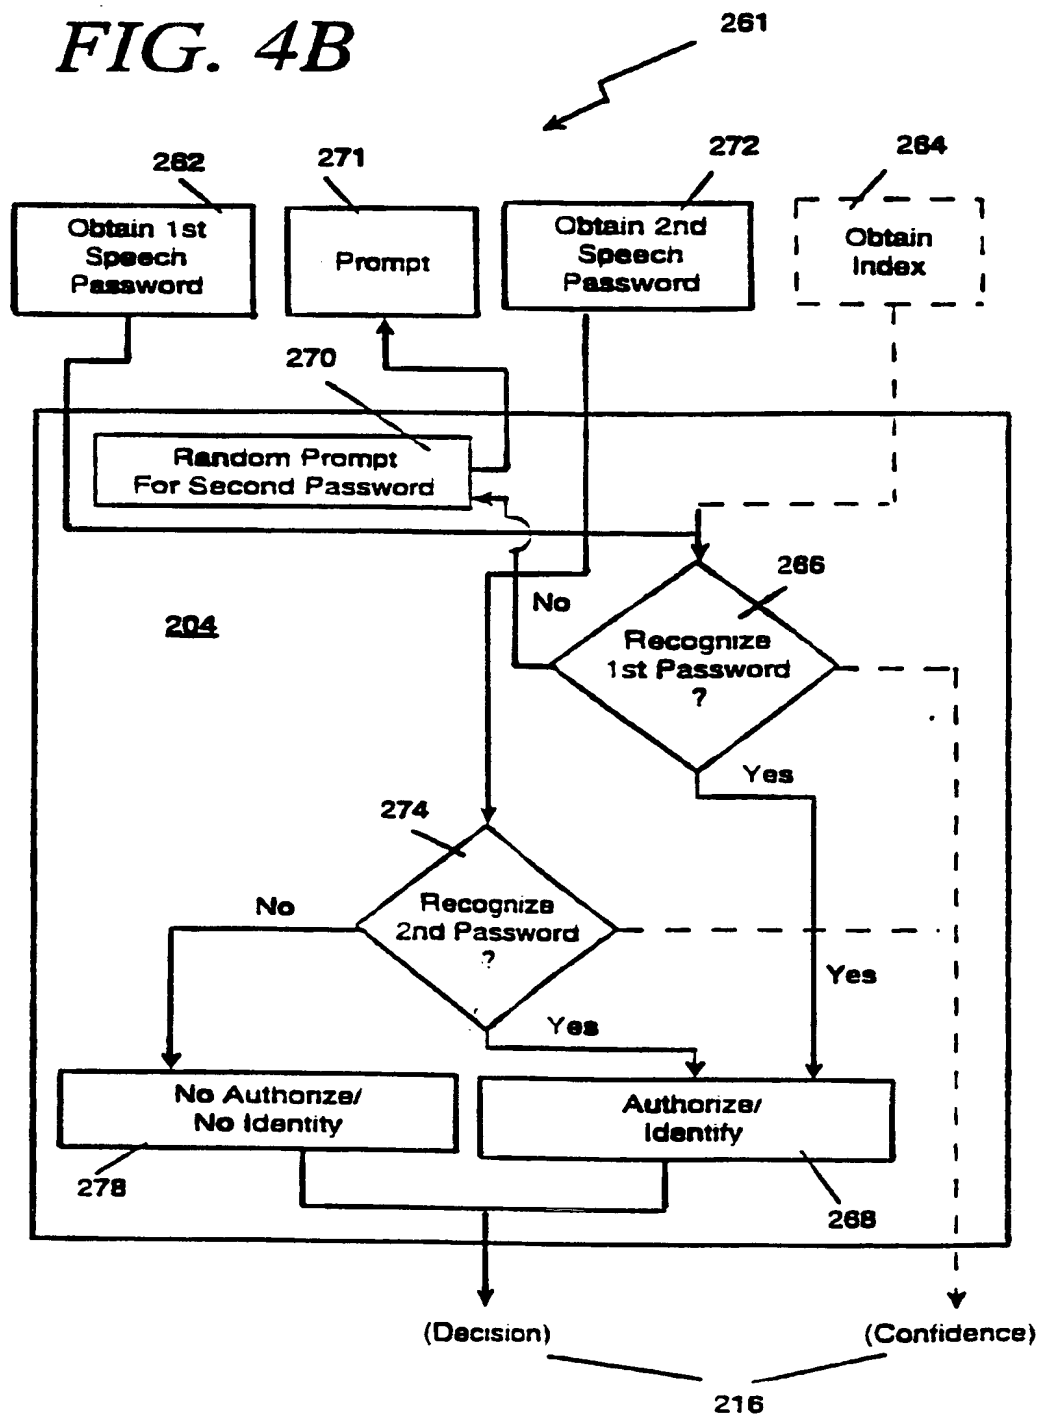 FIG. 4B
261
262
271
272
264
Obtain 1st
Speech
Password
Prompt
Obtain 2nd
Speech
Password
Obtain
Index
270
Random Prompt
For Second Password
266
No
204
Recognize
1st Password
?
Yes
274
No
Recognize
2nd Password
?
Yes
Yes
No Authorize/
No Identity
Authorize/
Identify
278
268
(Decision)
(Confidence)
216